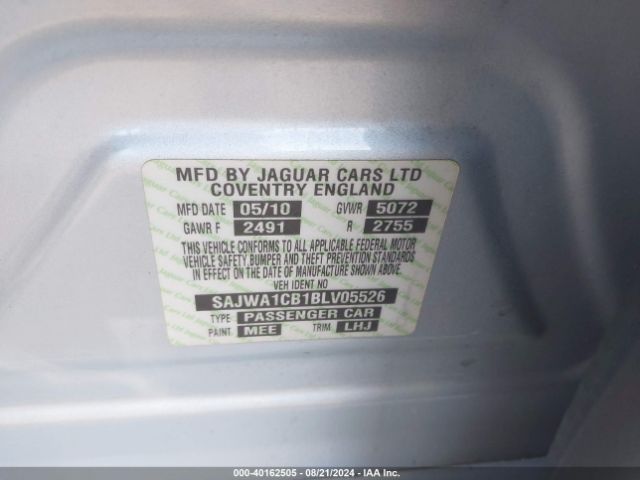 MFD BY JAGUAR CARS LTD
COVENTRY ENGLAND
MFD DATE 05/10 GVWR 5072
GAWR F 2491 R 2755
THIS VEHICLE CONFORMS TO ALL APPLICABLE FEDERAL MOTOR
VEHICLE SAFETY,BUMPER AND THEFT PREVENTION STANDARDS
IN EFFECT ON THE DATE OF MANUFACTURE SHOWN ABOVE.
VEH IDENT NO
SAJWA1CB1BLV05526
TYPE PASSENGER CAR
PAINT. MEE TRIM LHJ
000-40162505 - 08/21/2024 - IAA Inc.